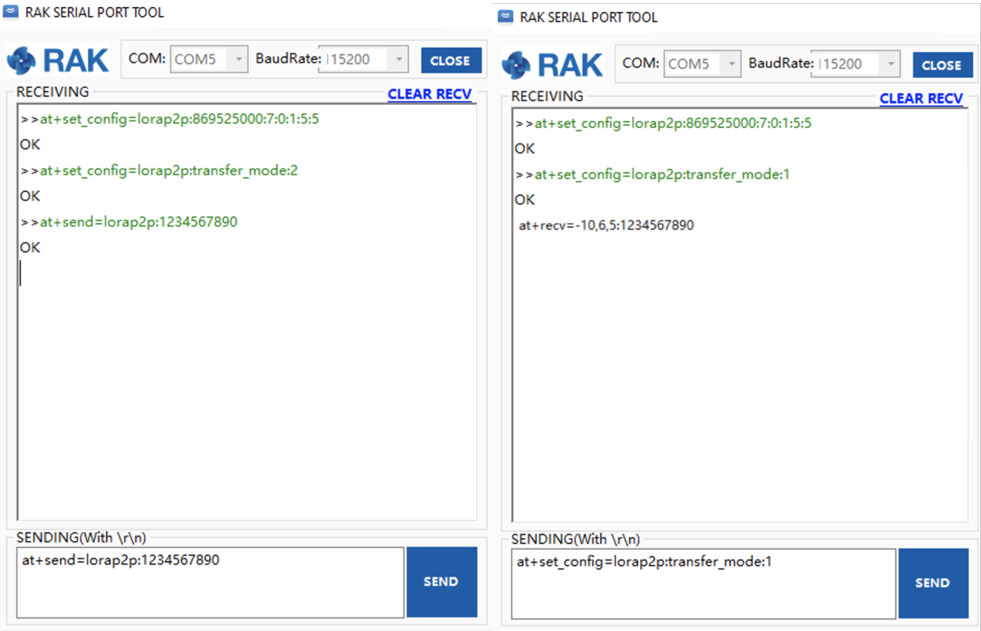 RAK SERIAL PORT TOOL
RAK COM: COM5 BaudRate: 115200 CLOSE
RECEIVING CLEAR RECV
>>at+set_config=lorap2p:869525000:7:0:1:5:5
OK
>>at+set_config=lorap2p:transfer_mode:2
OK
>>at+send=lorap2p:1234567890
OK
SENDING(With \r\n)
at+send=lorap2p:1234567890
SEND
RAK SERIAL PORT TOOL
RAK COM: COM5 BaudRate: 115200 CLOSE
RECEIVING CLEAR RECV
>>at+set_config=lorap2p:869525000:7:0:1:5:5
OK
>>at+set_config=lorap2p:transfer_mode:1
OK
at+recv=-10,6,5:1234567890
SENDING(With \r\n)
at+set_config=lorap2p:transfer_mode:1
SEND